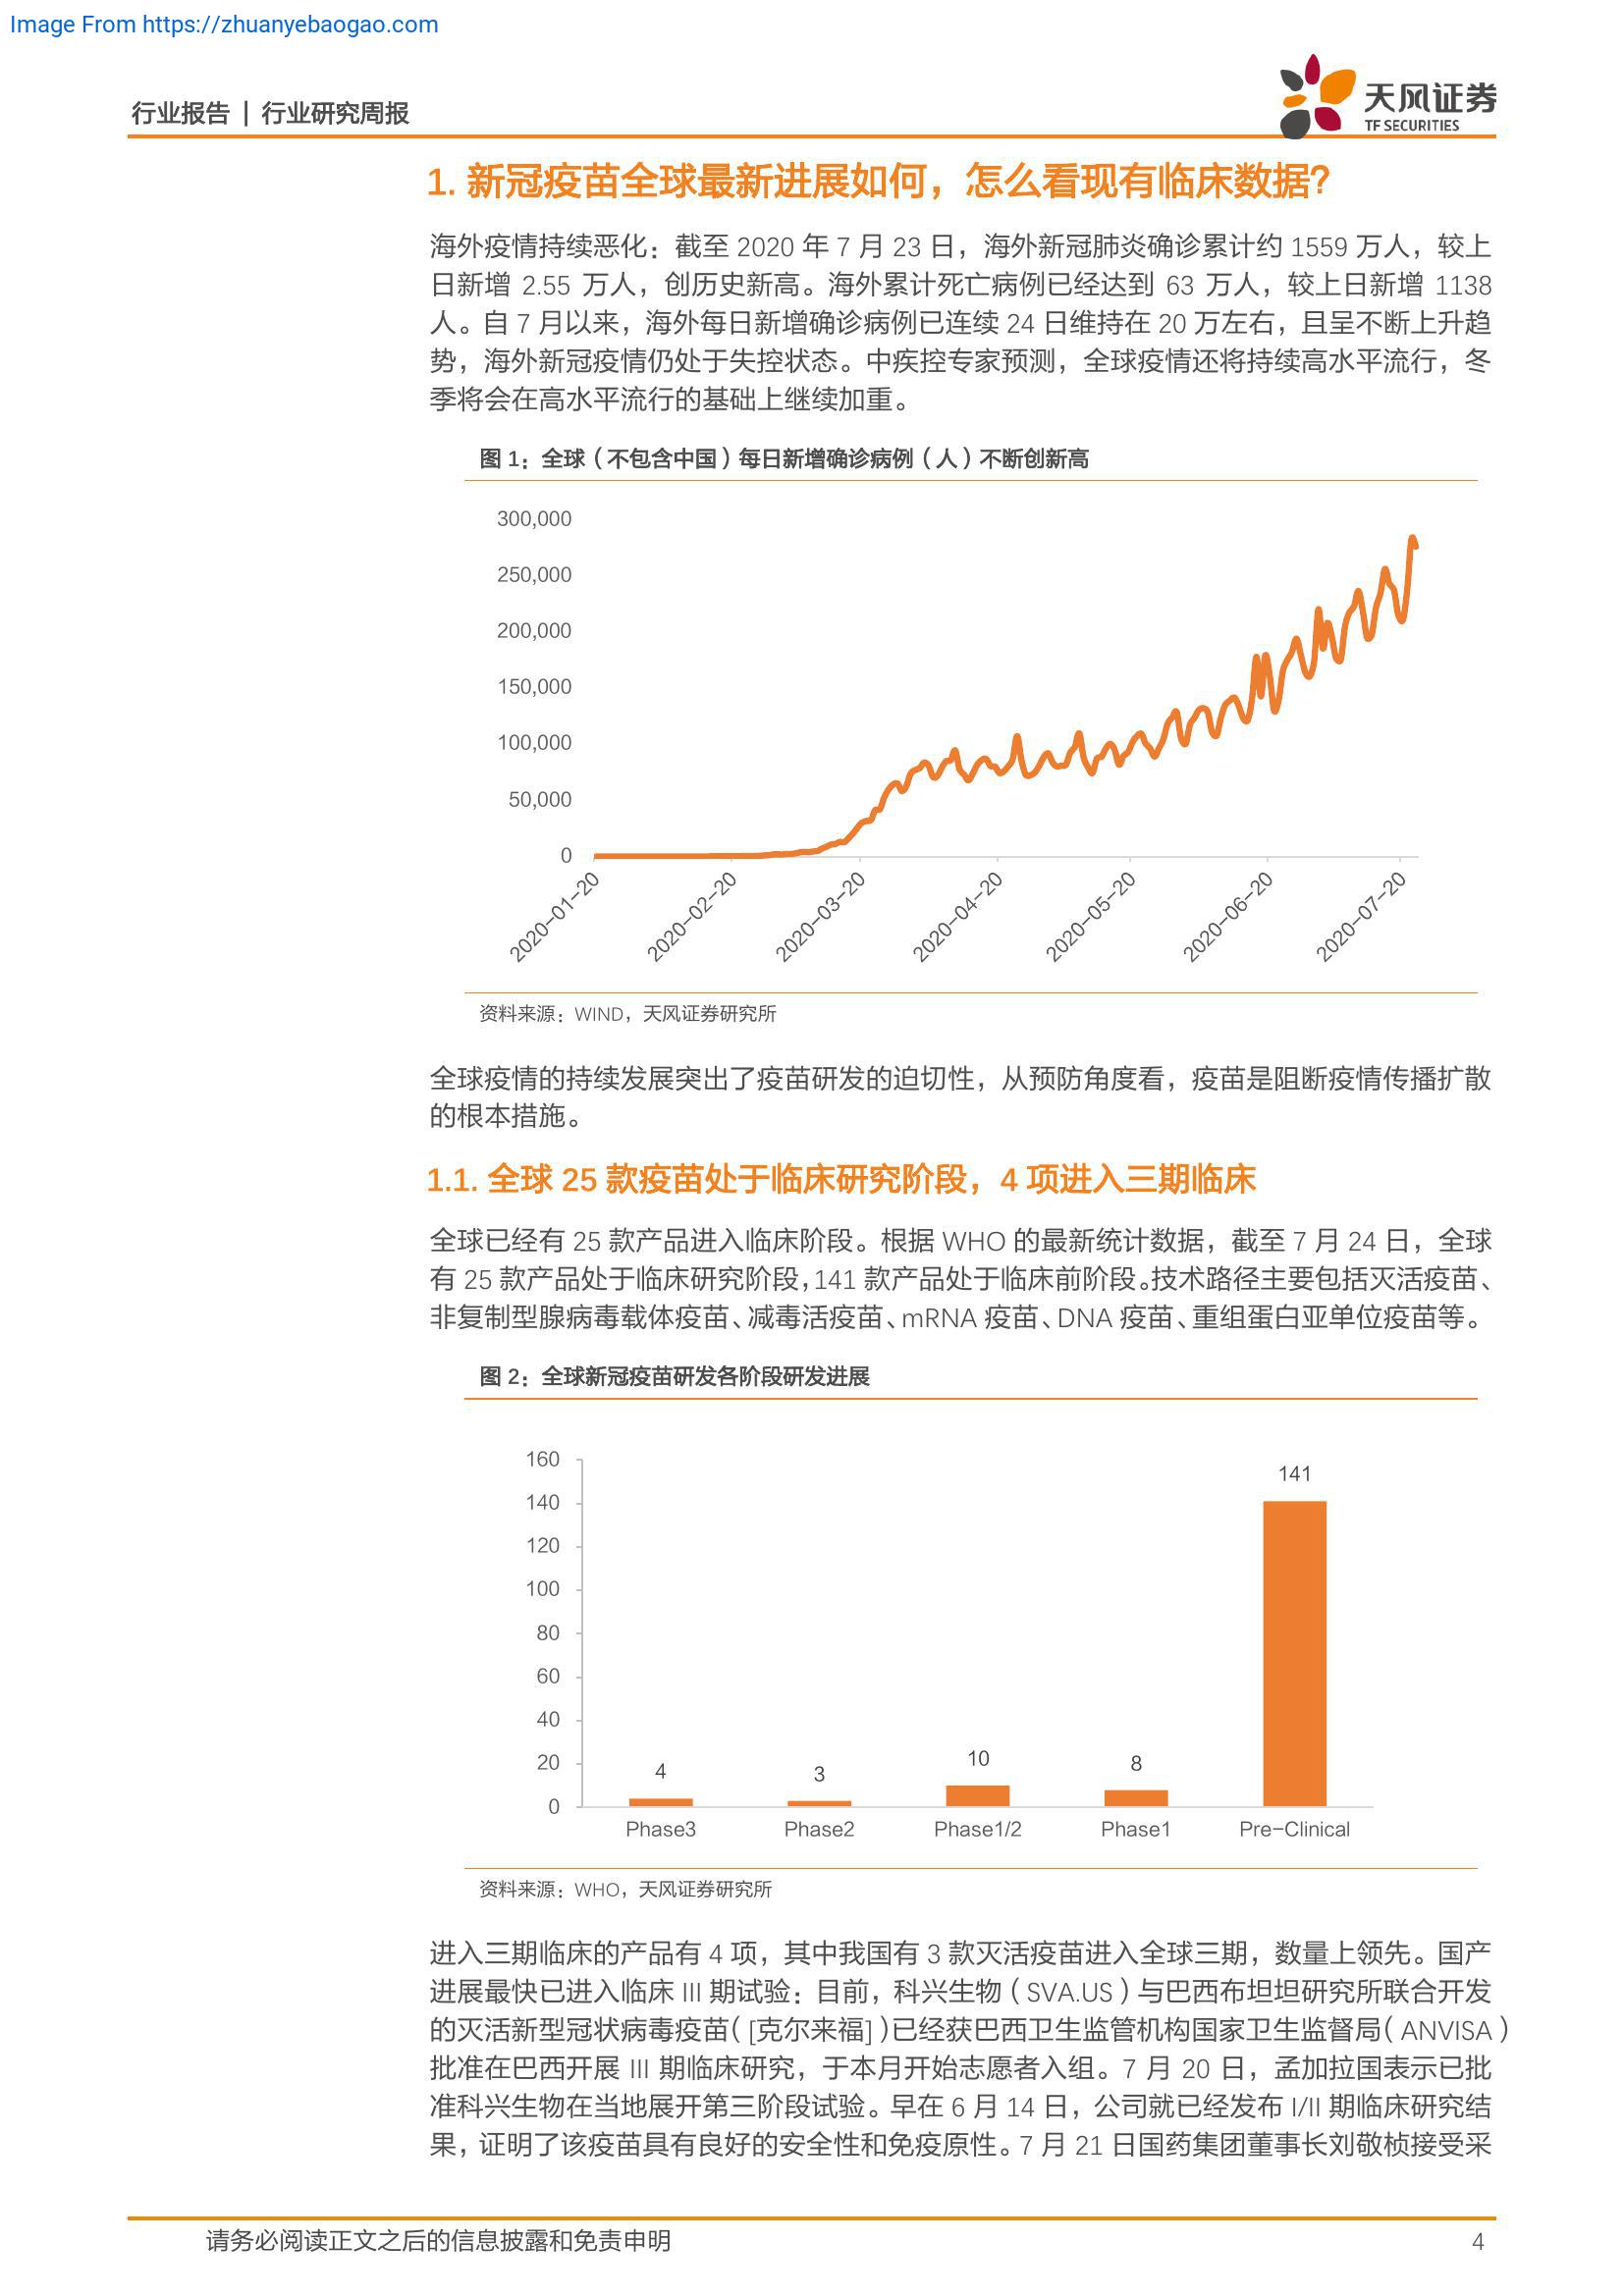 Image From https://zhuanyebaogao.com
行业报告 | 行业研究周报
天风证券
TF SECURITIES
1. 新冠疫苗全球最新进展如何，怎么看现有临床数据？
海外疫情持续恶化：截至 2020 年 7 月 23 日，海外新冠肺炎确诊累计约 1559 万人，较上
日新增 2.55 万人，创历史新高。海外累计死亡病例已经达到 63 万人，较上日新增 1138
人。自 7 月以来，海外每日新增确诊病例已连续 24 日维持在 20 万左右，且呈不断上升趋
势，海外新冠疫情仍处于失控状态。中疾控专家预测，全球疫情还将持续高水平流行，冬
季将会在高水平流行的基础上继续加重。
图 1：全球（不包含中国）每日新增确诊病例（人）不断创新高
300,000
250,000
200,000
150,000
100,000
50,000
0
2020-01-20
2020-02-20
2020-03-20
2020-04-20
2020-05-20
2020-06-20
2020-07-20
资料来源：WIND，天风证券研究所
全球疫情的持续发展突出了疫苗研发的迫切性，从预防角度看，疫苗是阻断疫情传播扩散
的根本措施。
1.1. 全球 25 款疫苗处于临床研究阶段，4 项进入三期临床
全球已经有 25 款产品进入临床阶段。根据 WHO 的最新统计数据，截至 7 月 24 日，全球
有 25 款产品处于临床研究阶段，141 款产品处于临床前阶段。技术路径主要包括灭活疫苗、
非复制型腺病毒载体疫苗、减毒活疫苗、mRNA 疫苗、DNA 疫苗、重组蛋白亚单位疫苗等。
图 2：全球新冠疫苗研发各阶段研发进展
160
140
120
100
80
60
40
20
0
4
3
10
8
141
Phase3
Phase2
Phase1/2
Phase1
Pre-Clinical
资料来源：WHO，天风证券研究所
进入三期临床的产品有 4 项，其中我国有 3 款灭活疫苗进入全球三期，数量上领先。国产
进展最快已进入临床 III 期试验：目前，科兴生物（SVA.US）与巴西布坦坦研究所联合开发
的灭活新型冠状病毒疫苗（[克尔来福]）已经获巴西卫生监管机构国家卫生监督局（ANVISA）
批准在巴西开展 III 期临床研究，于本月开始志愿者入组。7 月 20 日，孟加拉国表示已批
准科兴生物在当地展开第三阶段试验。早在 6 月 14 日，公司就已经发布 I/II 期临床研究结
果，证明了该疫苗具有良好的安全性和免疫原性。7 月 21 日国药集团董事长刘敬桢接受采
请务必阅读正文之后的信息披露和免责申明
4